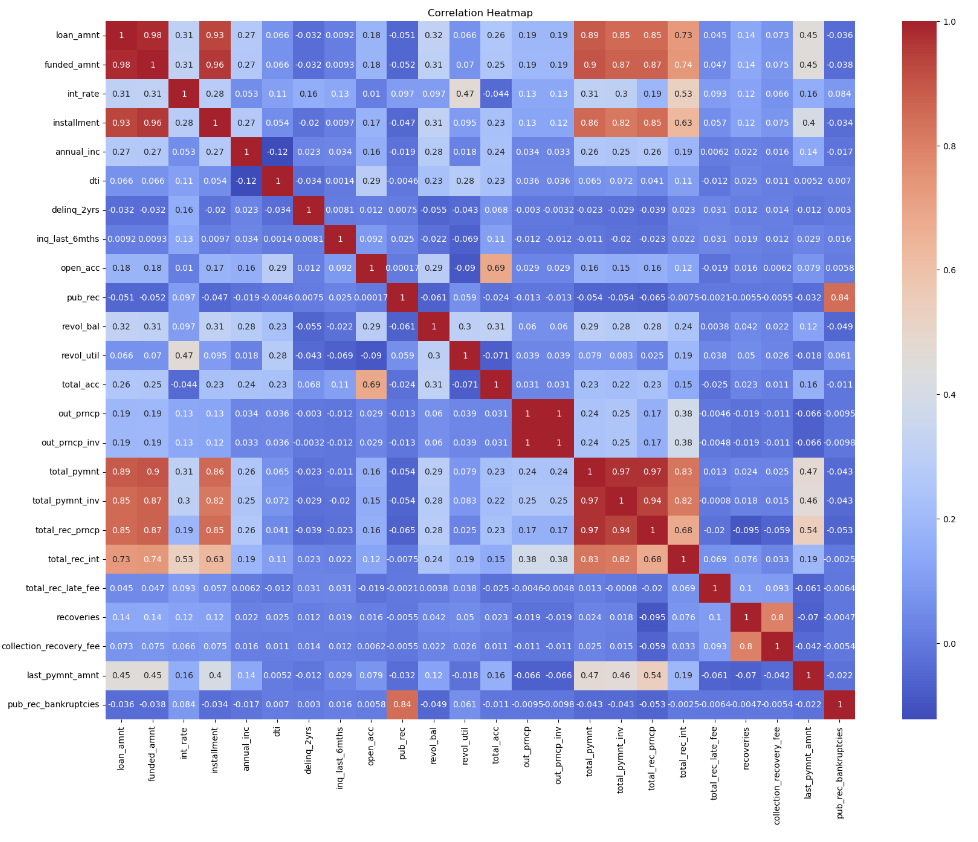 Correlation Heatmap
loan_amnt 1 0.98 0.31 0.93 0.27 0.066 -0.032 0.0092 0.18 -0.051 0.32 0.066 0.26 0.19 0.19 0.89 0.85 0.85 0.73 0.045 0.14 0.073 0.45 -0.036
funded_amnt 0.98 1 0.31 0.96 0.27 0.066 -0.032 0.0093 0.18 -0.052 0.31 0.07 0.25 0.19 0.19 0.9 0.87 0.87 0.74 0.047 0.14 0.075 0.45 -0.038
int_rate 0.31 0.31 1 0.28 0.053 0.11 0.16 0.13 0.01 0.097 0.097 0.47 -0.044 0.13 0.13 0.31 0.3 0.19 0.53 0.093 0.12 0.066 0.16 0.084
installment 0.93 0.96 0.28 1 0.27 0.054 -0.02 0.0097 0.17 -0.047 0.31 0.095 0.23 0.13 0.12 0.86 0.82 0.85 0.63 0.057 0.12 0.075 0.4 -0.034
annual_inc 0.27 0.27 0.053 0.27 1 -0.12 0.023 0.034 0.16 -0.019 0.28 0.018 0.24 0.034 0.033 0.26 0.25 0.26 0.19 0.0062 0.022 0.016 0.14 -0.017
dti 0.066 0.066 0.11 0.054 -0.12 1 -0.034 0.0014 0.29 -0.0046 0.23 0.28 0.23 0.036 0.036 0.065 0.072 0.041 0.11 -0.012 0.025 0.011 0.0052 0.007
delinq_2yrs -0.032 -0.032 0.16 -0.02 0.023 -0.034 1 0.0081 0.012 0.0075 -0.055 -0.043 0.068 -0.003 -0.0032 -0.023 -0.029 -0.039 0.023 0.031 0.012 0.014 -0.012 0.003
inq_last_6mths 0.0092 0.0093 0.13 0.0097 0.034 0.0014 0.0081 1 0.092 0.025 -0.022 -0.069 0.11 -0.012 -0.012 -0.011 -0.02 -0.023 0.022 0.031 0.019 0.012 0.029 0.016
open_acc 0.18 0.18 0.01 0.17 0.16 0.29 0.012 0.092 1 0.00017 0.29 -0.09 0.69 0.029 0.029 0.16 0.15 0.16 0.12 -0.019 0.016 0.0062 0.079 0.0058
pub_rec -0.051 -0.052 0.097 -0.047 -0.019 -0.0046 0.0075 0.025 0.00017 1 -0.061 0.059 -0.024 -0.013 -0.013 -0.054 -0.054 -0.065 -0.0075 -0.0021 -0.0055 -0.0055 -0.032 0.84
revol_bal 0.32 0.31 0.097 0.31 0.28 0.23 -0.055 -0.022 0.29 -0.061 1 0.3 0.31 0.06 0.06 0.29 0.28 0.28 0.24 0.0038 0.042 0.022 0.12 -0.049
revol_util 0.066 0.07 0.47 0.095 0.018 0.28 -0.043 -0.069 -0.09 0.059 0.3 1 -0.071 0.039 0.039 0.079 0.083 0.025 0.19 0.038 0.05 0.026 -0.018 0.061
total_acc 0.26 0.25 -0.044 0.23 0.24 0.23 0.068 0.11 0.69 -0.024 0.31 -0.071 1 0.031 0.031 0.23 0.22 0.23 0.15 -0.025 0.023 0.011 0.16 -0.011
out_prncp 0.19 0.19 0.13 0.13 0.034 0.036 -0.003 -0.012 0.029 -0.013 0.06 0.039 0.031 1 1 0.24 0.25 0.17 0.38 -0.0046 -0.019 -0.011 -0.066 -0.0095
out_prncp_inv 0.19 0.19 0.13 0.12 0.033 0.036 -0.0032 -0.012 0.029 -0.013 0.06 0.039 0.031 1 1 0.24 0.25 0.17 0.38 -0.0048 -0.019 -0.011 -0.066 -0.0098
total_pymnt 0.89 0.9 0.31 0.86 0.26 0.065 -0.023 -0.011 0.16 -0.054 0.29 0.079 0.23 0.24 0.24 1 0.97 0.97 0.83 0.013 0.024 0.025 0.47 -0.043
total_pymnt_inv 0.85 0.87 0.3 0.82 0.25 0.072 -0.029 -0.02 0.15 -0.054 0.28 0.083 0.22 0.25 0.25 0.97 1 0.94 0.82 -0.0008 0.018 0.015 0.46 -0.043
total_rec_prncp 0.85 0.87 0.19 0.85 0.26 0.041 -0.039 -0.023 0.16 -0.065 0.28 0.025 0.23 0.17 0.17 0.97 0.94 1 0.68 -0.02 -0.095 -0.059 0.54 -0.053
total_rec_int 0.73 0.74 0.53 0.63 0.19 0.11 0.023 0.022 0.12 -0.0075 0.24 0.19 0.15 0.38 0.38 0.83 0.82 0.68 1 0.069 0.076 0.033 0.19 -0.0025
total_rec_late_fee 0.045 0.047 0.093 0.057 0.0062 -0.012 0.031 0.031 -0.019 -0.0021 0.0038 0.038 -0.025 -0.0046 -0.0048 0.013 -0.0008 -0.02 0.069 1 0.1 0.093 -0.061 -0.0064
recoveries 0.14 0.14 0.12 0.12 0.022 0.025 0.012 0.019 0.016 -0.0055 0.042 0.05 0.023 -0.019 -0.019 0.024 0.018 -0.095 0.076 0.1 1 0.8 -0.07 -0.0047
collection_recovery_fee 0.073 0.075 0.066 0.075 0.016 0.011 0.014 0.012 0.0062 -0.0055 0.022 0.026 0.011 -0.011 -0.011 0.025 0.015 -0.059 0.033 0.093 0.8 1 -0.042 -0.0054
last_pymnt_amnt 0.45 0.45 0.16 0.4 0.14 0.0052 -0.012 0.029 0.079 -0.032 0.12 -0.018 0.16 -0.066 -0.066 0.47 0.46 0.54 0.19 -0.061 -0.07 -0.042 1 -0.022
pub_rec_bankruptcies -0.036 -0.038 0.084 -0.034 -0.017 0.007 0.003 0.016 0.0058 0.84 -0.049 0.061 -0.011 -0.0095 -0.0098 -0.043 -0.043 -0.053 -0.0025 -0.0064 -0.0047 -0.0054 -0.022 1
loan_amnt
funded_amnt
int_rate
installment
annual_inc
dti
delinq_2yrs
inq_last_6mths
open_acc
pub_rec
revol_bal
revol_util
total_acc
out_prncp
out_prncp_inv
total_pymnt
total_pymnt_inv
total_rec_prncp
total_rec_int
total_rec_late_fee
recoveries
collection_recovery_fee
last_pymnt_amnt
pub_rec_bankruptcies
1.0
0.8
0.6
0.4
0.2
0.0